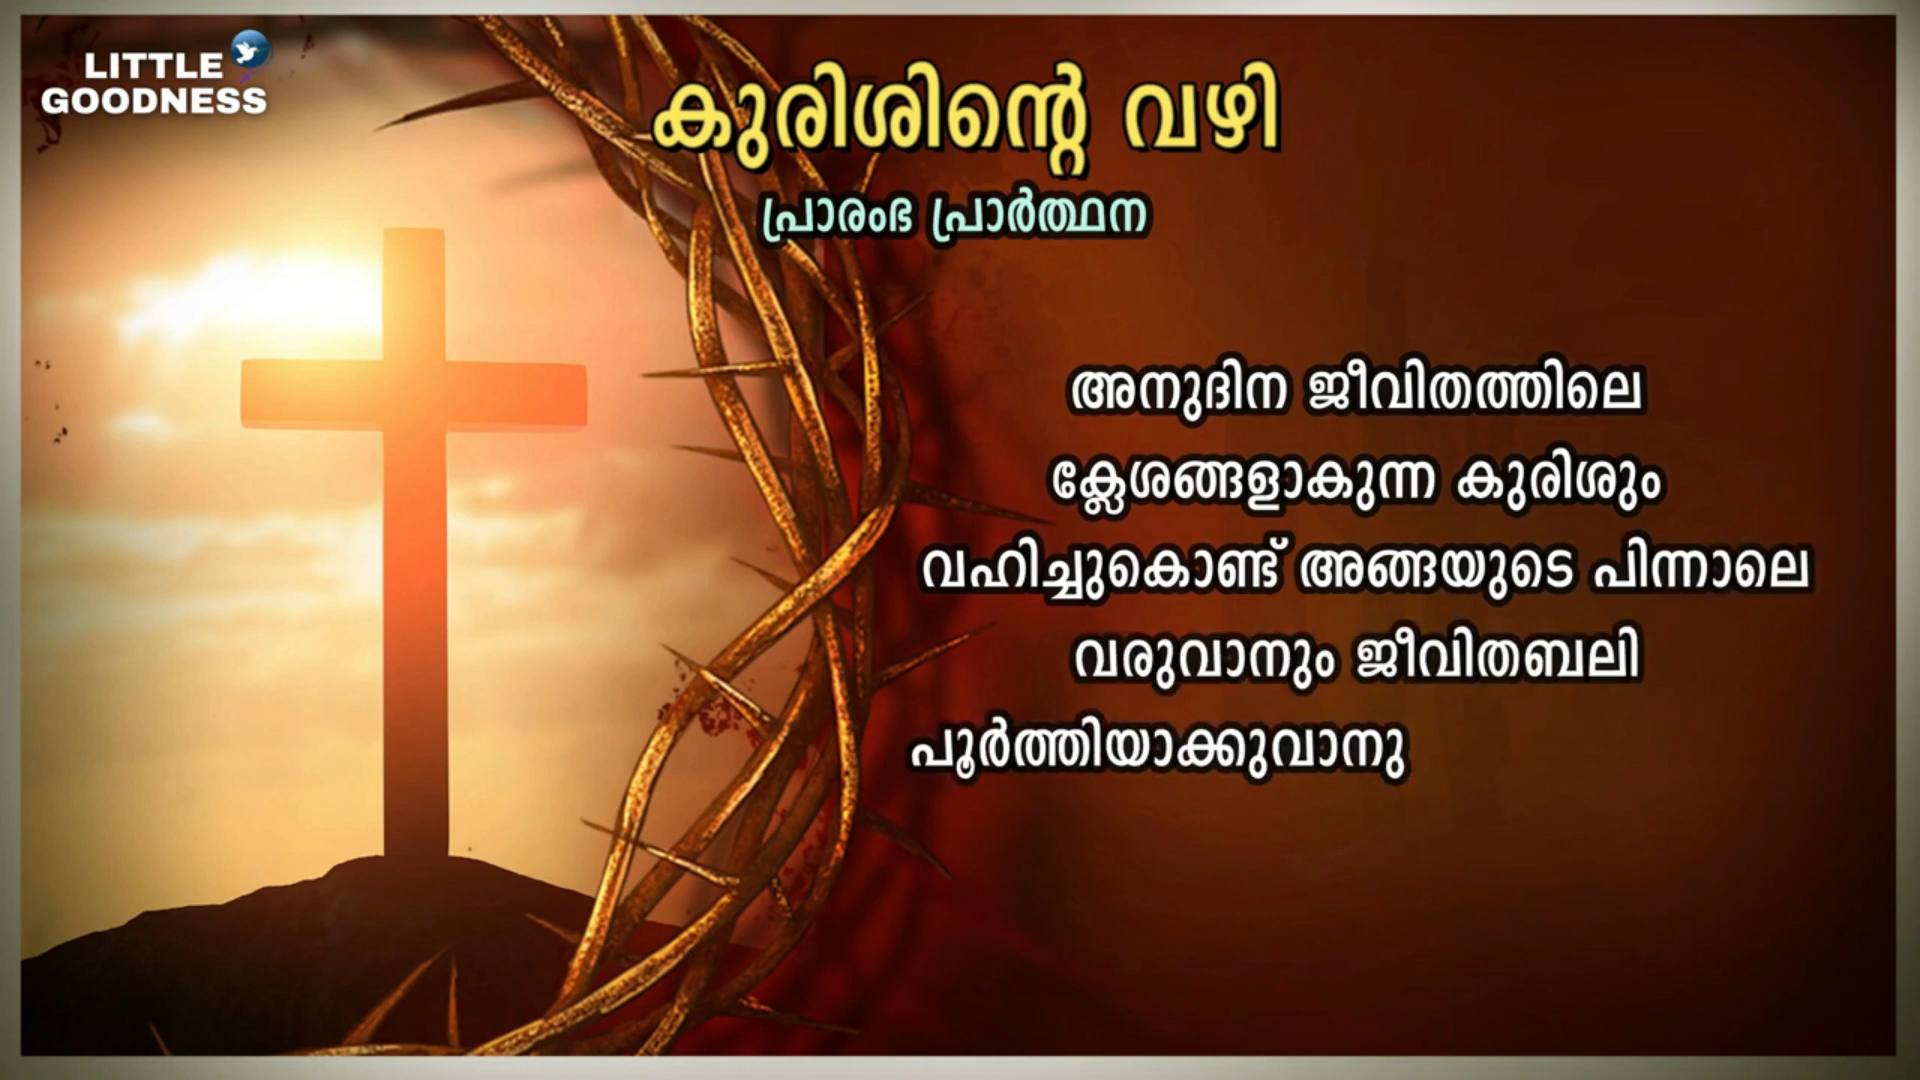 LITTLE
GOODNESS
കുരിശിന്റെ വഴി
പ്രാരംഭ പ്രാർത്ഥന
അനുദിന ജീവിതത്തിലെ
ക്ലേശങ്ങളാകുന്ന കുരിശും
വഹിച്ചുകൊണ്ട് അങ്ങയുടെ പിന്നാലെ
വരുവാനും ജീവിതബലി
പൂർത്തിയാക്കുവാനു